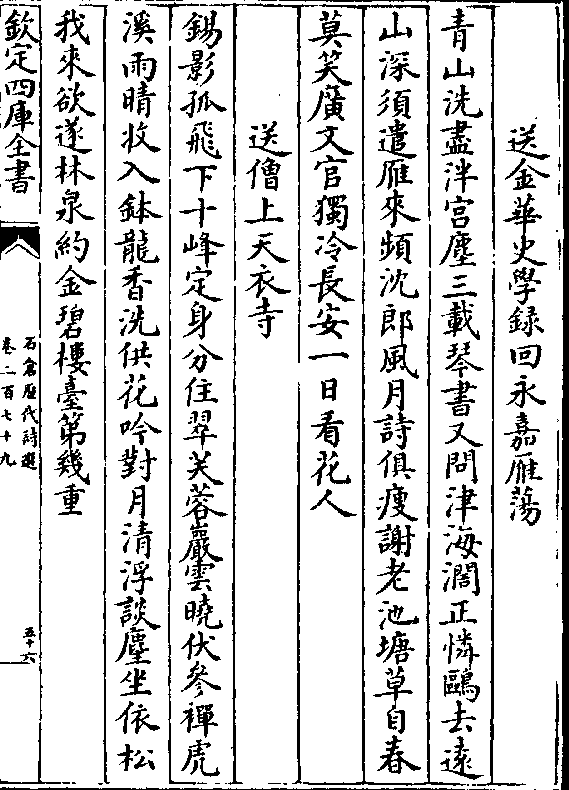 送金華史學録回永嘉雁蕩
青山洗盡泮宫塵三載琴書又問津海濶正憐鷗去遠
山深須遣雁來頻沈郎風月詩俱瘦謝老池塘草自春
莫笑廣文官獨冷長安一日看花人
送僧上天衣寺
錫影孤飛下十峰定身分住翠芙蓉巖雲曉伏參禪虎
溪雨晴收入鉢龍香洗供花吟對月清浮談麈坐依松
我來欲遂林泉約金碧樓臺第幾重
欽定四庫全書
石倉歴代詩選
卷二百七十九
五十六